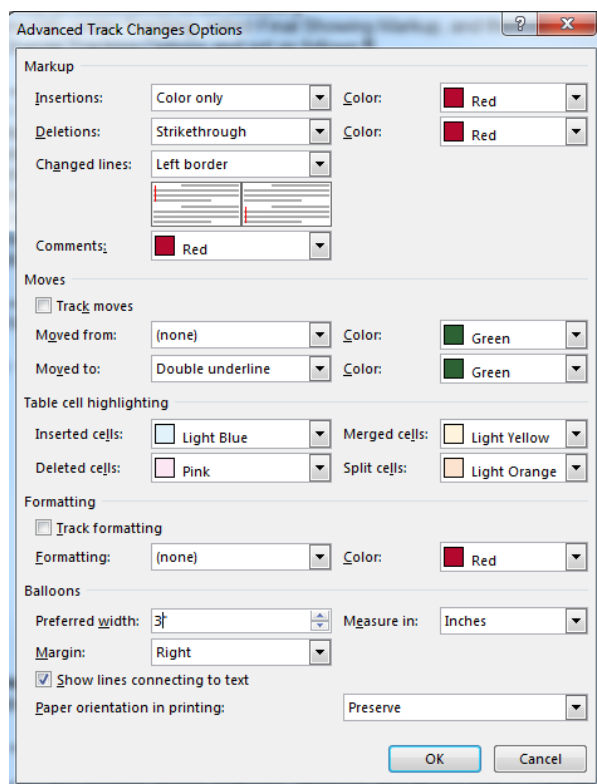 Advanced Track Changes Options
Markup
Insertions: Color only Color: Red
Deletions: Strikethrough Color: Red
Changed lines: Left border
Comments: Red
Moves
Track moves
Moved from: (none) Color: Green
Moved to: Double underline Color: Green
Table cell highlighting
Inserted cells: Light Blue Merged cells: Light Yellow
Deleted cells: Pink Split cells: Light Orange
Formatting
Track formatting
Formatting: (none) Color: Red
Balloons
Preferred width: 3" Measure in: Inches
Margin: Right
Show lines connecting to text
Paper orientation in printing: Preserve
OK Cancel